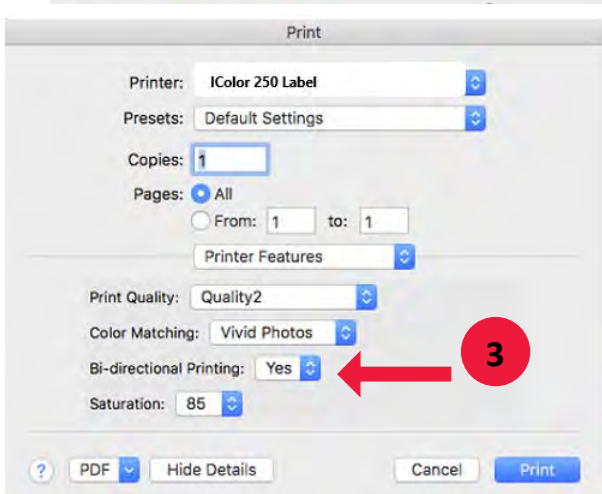 Print
Printer: IColor 250 Label
Presets: Default Settings
Copies: 1
Pages: All
From: 1 to: 1
Printer Features
Print Quality: Quality2
Color Matching: Vivid Photos
Bi-directional Printing: Yes
3
Saturation: 85
? PDF Hide Details Cancel Print